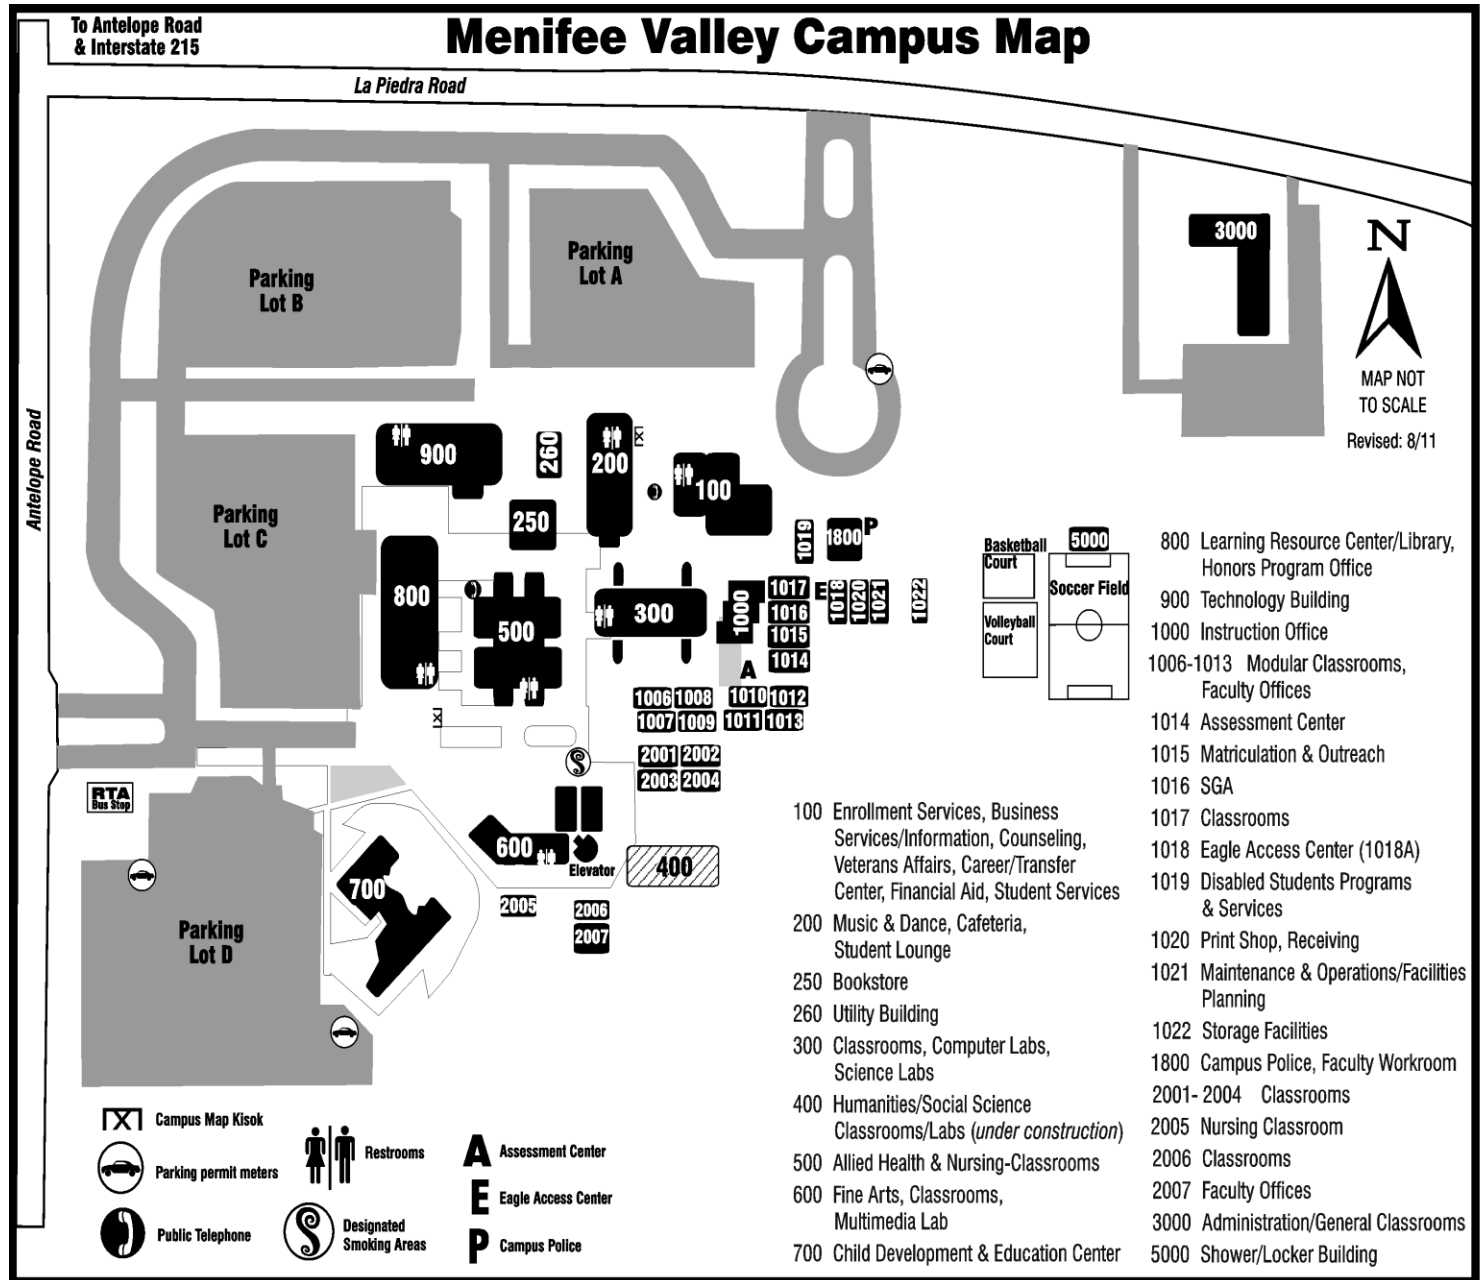 To Antelope Road
& Interstate 215
Menifee Valley Campus Map
La Piedra Road
Antelope Road
Parking
Lot B
Parking
Lot A
3000
N
MAP NOT
TO SCALE
Revised: 8/11
Parking
Lot C
900
260
200
100
250
1019
1800
P
800
500
300
1000
1017
1016
1015
1014
E
1018
1020
1021
1022
A
Basketball
Court
5000
Soccer Field
Volleyball
Court
1006 1008 1010 1012
1007 1009 1011 1013
2001 2002
2003 2004
RTA
Bus Stop
600
Elevator
400
700
2005
2006
2007
Parking
Lot D
Campus Map Kisok
Parking permit meters
Public Telephone
Restrooms
Designated
Smoking Areas
A Assessment Center
E Eagle Access Center
P Campus Police
100 Enrollment Services, Business
Services/Information, Counseling,
Veterans Affairs, Career/Transfer
Center, Financial Aid, Student Services
200 Music & Dance, Cafeteria,
Student Lounge
250 Bookstore
260 Utility Building
300 Classrooms, Computer Labs,
Science Labs
400 Humanities/Social Science
Classrooms/Labs (under construction)
500 Allied Health & Nursing-Classrooms
600 Fine Arts, Classrooms,
Multimedia Lab
700 Child Development & Education Center
800 Learning Resource Center/Library,
Honors Program Office
900 Technology Building
1000 Instruction Office
1006-1013 Modular Classrooms,
Faculty Offices
1014 Assessment Center
1015 Matriculation & Outreach
1016 SGA
1017 Classrooms
1018 Eagle Access Center (1018A)
1019 Disabled Students Programs
& Services
1020 Print Shop, Receiving
1021 Maintenance & Operations/Facilities
Planning
1022 Storage Facilities
1800 Campus Police, Faculty Workroom
2001- 2004 Classrooms
2005 Nursing Classroom
2006 Classrooms
2007 Faculty Offices
3000 Administration/General Classrooms
5000 Shower/Locker Building